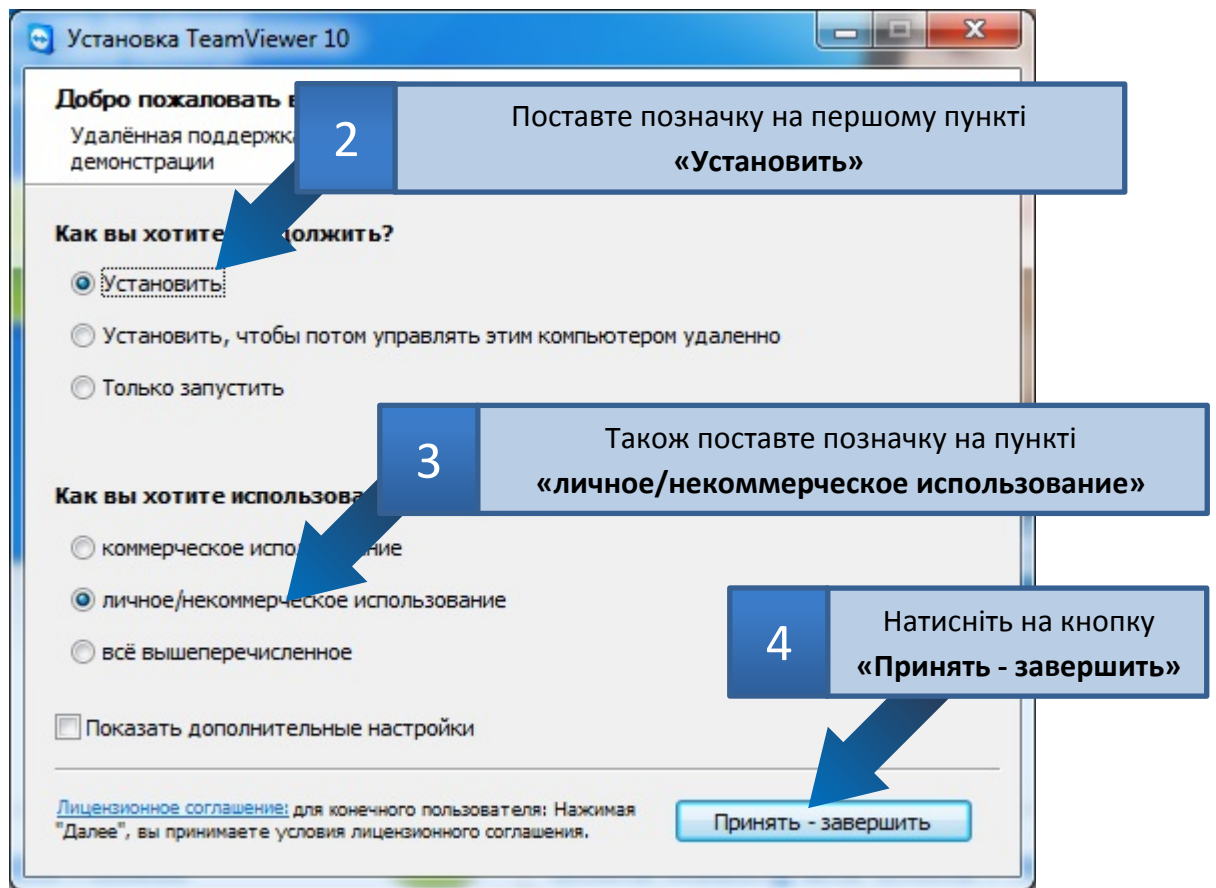 Установка TeamViewer 10
Добро пожаловать в
Удалённая поддержка
демонстрации
2
Поставте позначку на першому пункті
«Установить»
Как вы хотите должить?
Установить
Установить, чтобы потом управлять этим компьютером удаленно
Только запустить
3
Також поставте позначку на пункті
«личное/некоммерческое использование»
Как вы хотите использова
коммерческое испо ние
личное/некоммерческое использование
всё вышеперечисленное
4
Натисніть на кнопку
«Принять - завершить»
Показать дополнительные настройки
Лицензионное соглашение: для конечного пользователя: Нажимая
"Далее", вы принимаете условия лицензионного соглашения.
Принять - завершить